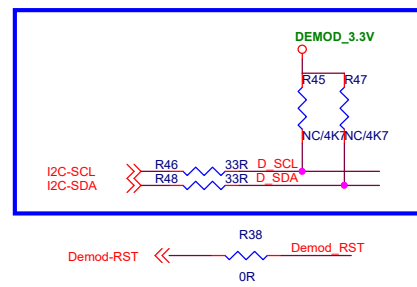 DEMOD_3.3V
R45 R47
NC/4K7 NC/4K7
I2C-SCL R46 33R D_SCL
I2C-SDA R48 33R D_SDA
R38
Demod-RST Demod_RST
0R